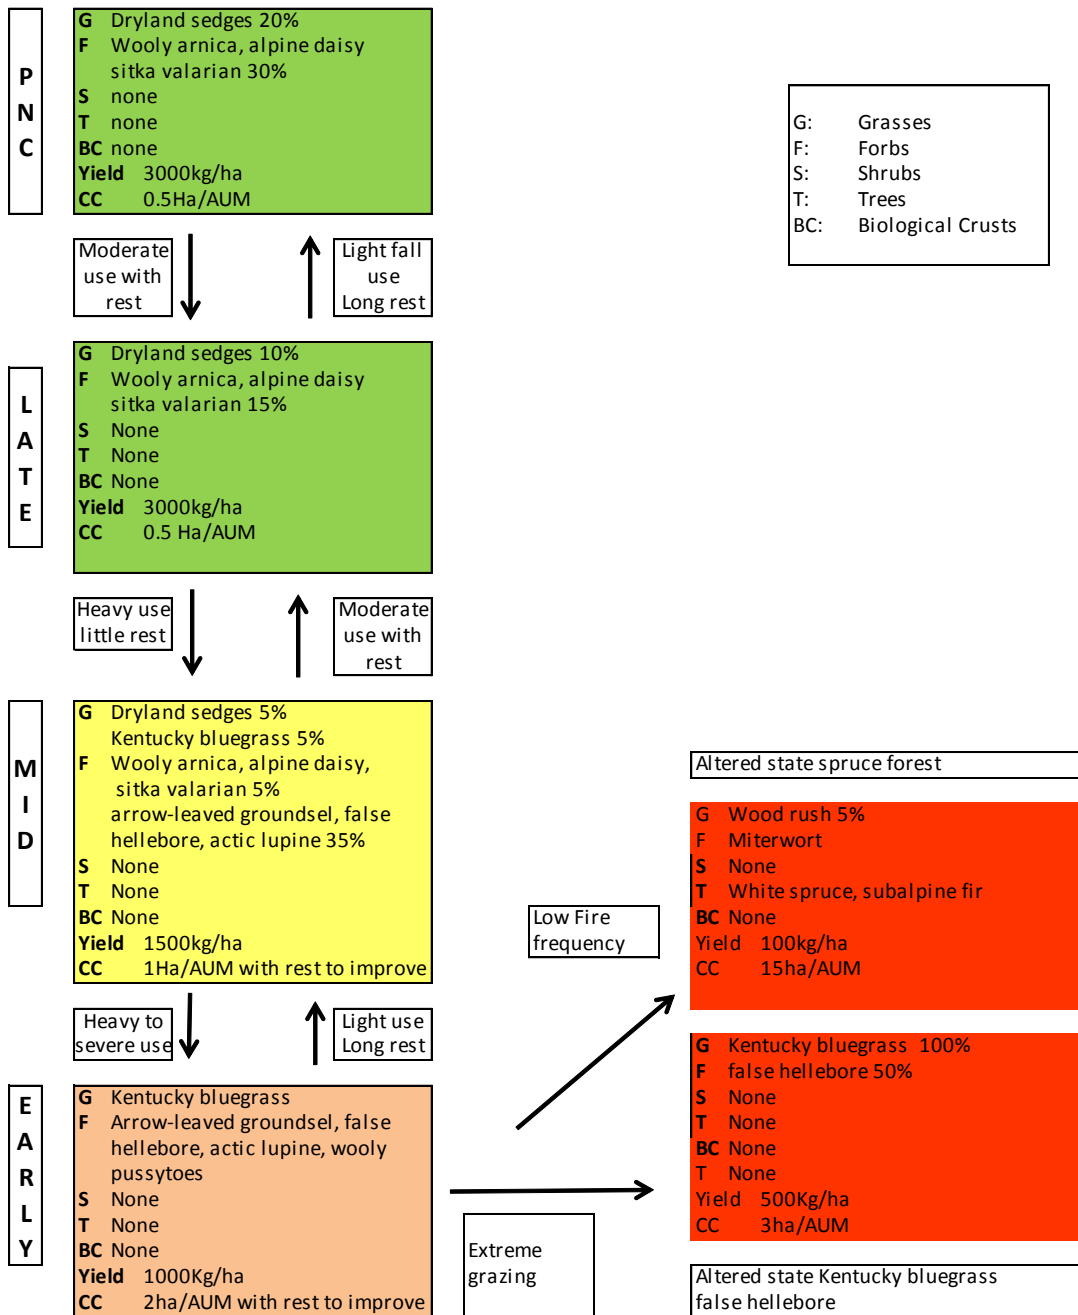 P
N
C
G Dryland sedges 20%
F Wooly arnica, alpine daisy
sitka valarian 30%
S none
T none
BC none
Yield 3000kg/ha
CC 0.5Ha/AUM
G: Grasses
F: Forbs
S: Shrubs
T: Trees
BC: Biological Crusts
Moderate
use with
rest
Light fall
use
Long rest
L
A
T
E
G Dryland sedges 10%
F Wooly arnica, alpine daisy
sitka valarian 15%
S None
T None
BC None
Yield 3000kg/ha
CC 0.5 Ha/AUM
Heavy use
little rest
Moderate
use with
rest
M
I
D
G Dryland sedges 5%
Kentucky bluegrass 5%
F Wooly arnica, alpine daisy,
sitka valarian 5%
arrow-leaved groundsel, false
hellebore, actic lupine 35%
S None
T None
BC None
Yield 1500kg/ha
CC 1Ha/AUM with rest to improve
Altered state spruce forest
G Wood rush 5%
F Miterwort
S None
T White spruce, subalpine fir
BC None
Yield 100kg/ha
CC 15ha/AUM
Low Fire
frequency
Heavy to
severe use
Light use
Long rest
E
A
R
L
Y
G Kentucky bluegrass
F Arrow-leaved groundsel, false
hellebore, actic lupine, wooly
pussytoes
S None
T None
BC None
Yield 1000Kg/ha
CC 2ha/AUM with rest to improve
G Kentucky bluegrass 100%
F false hellebore 50%
S None
T None
BC None
T None
Yield 500Kg/ha
CC 3ha/AUM
Extreme
grazing
Altered state Kentucky bluegrass
false hellebore